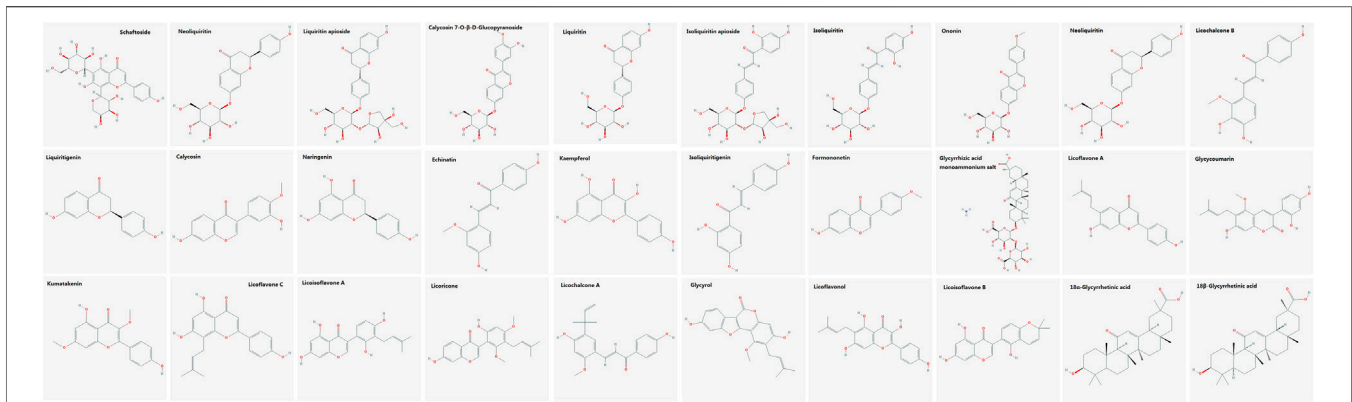 Schaftoside
Neoliquiritin
Liquiritin apioside
Calycosin 7-O-β-D-Glucopyranoside
Liquiritin
Isoliquiritin apioside
Isoliquiritin
Ononin
Neoliquiritin
Licoechalcone B
Liquiritigenin
Calycosin
Naringenin
Echinatin
Kaempferol
Isoliquiritigenin
Formononetin
Glycyrrhizic acid
monoammonium salt
Licoflavone A
Glycycoumarin
Kumatakenin
Licoflavone C
Licoisoflavone A
Licoricone
Licochalcone A
Glycyrol
Licoflavonol
Licoisoflavone B
18α-Glycyrrhetinic acid
18β-Glycyrrhetinic acid